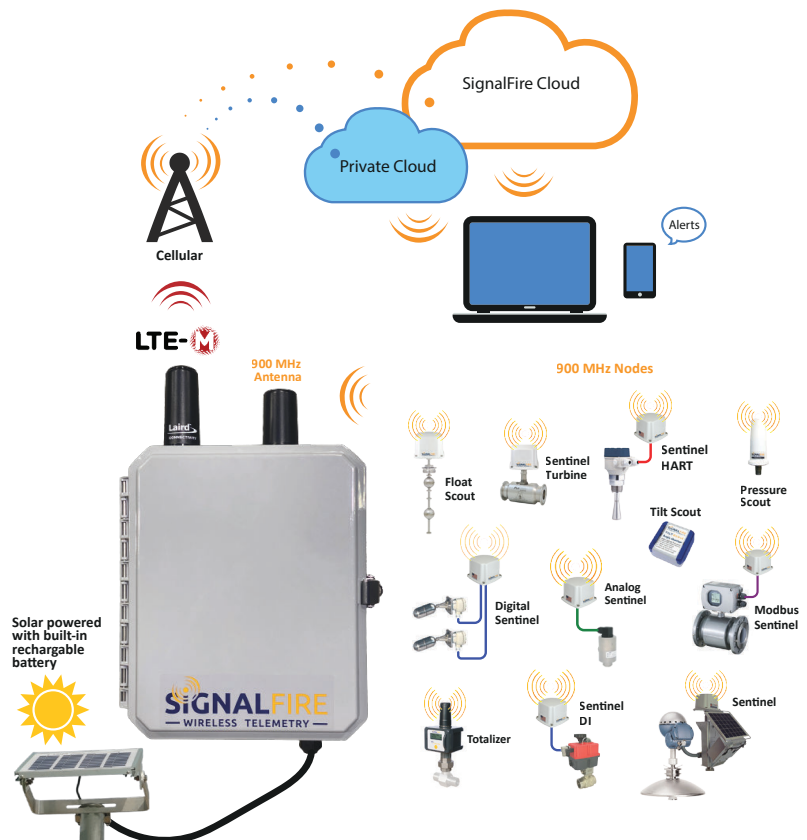 SignalFire Cloud
Private Cloud
Alerts
Cellular
LTE-M
900 MHz
Antenna
900 MHz Nodes
Laird
CONNECTIVITY
Float
Scout
Sentinel
Turbine
Sentinel
HART
Pressure
Scout
Tilt Scout
SIGNALFIRE
Digital
Sentinel
Analog
Sentinel
Modbus
Sentinel
Solar powered
with built-in
rechargable
battery
SIGNALFIRE
WIRELESS TELEMETRY
Totalizer
Sentinel
DI
Sentinel